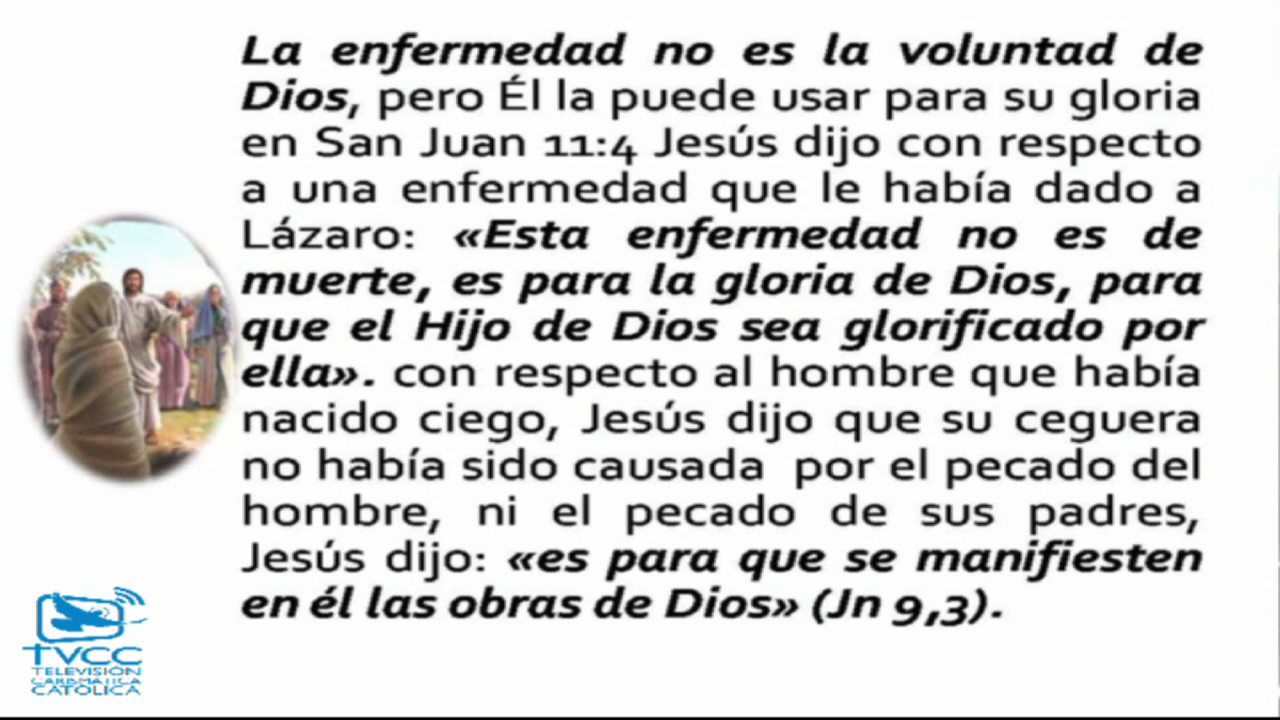 La enfermedad no es la voluntad de
Dios, pero Él la puede usar para su gloria
en San Juan 11:4 Jesús dijo con respecto
a una enfermedad que le había dado a
Lázaro: «Esta enfermedad no es de
muerte, es para la gloria de Dios, para
que el Hijo de Dios sea glorificado por
ella». con respecto al hombre que había
nacido ciego, Jesús dijo que su ceguera
no había sido causada por el pecado del
hombre, ni el pecado de sus padres,
Jesús dijo: «es para que se manifiesten
en él las obras de Dios» (Jn 9,3).
TVCC
TELEVISIÓN
CARISMÁTICA
CATÓLICA